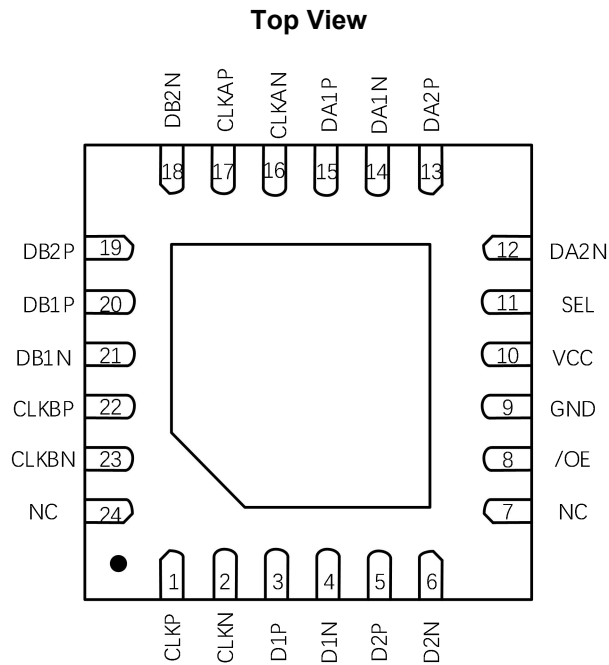 Top View
DB2N
CLKAP
CLKAN
DA1P
DA1N
DA2P
18
17
16
15
14
13
DB2P 19
12 DA2N
DB1P 20
11 SEL
DB1N 21
10 VCC
CLKBP 22
9 GND
CLKBN 23
8 /OE
NC 24
7 NC
1
2
3
4
5
6
CLKP
CLKN
D1P
D1N
D2P
D2N